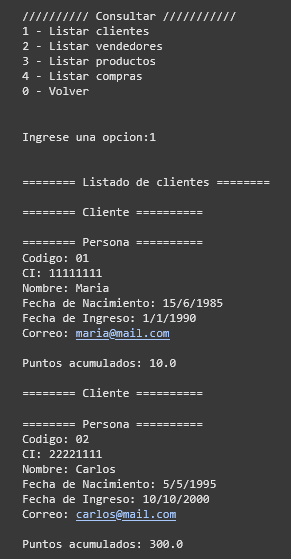 ////////// Consultar ///////////
1 - Listar clientes
2 - Listar vendedores
3 - Listar productos
4 - Listar compras
0 - Volver
Ingrese una opcion:1
======== Listado de clientes ========
======== Cliente ==========
======== Persona ==========
Codigo: 01
CI: 11111111
Nombre: Maria
Fecha de Nacimiento: 15/6/1985
Fecha de Ingreso: 1/1/1990
Correo: maria@mail.com
Puntos acumulados: 10.0
======== Cliente ==========
======== Persona ==========
Codigo: 02
CI: 22221111
Nombre: Carlos
Fecha de Nacimiento: 5/5/1995
Fecha de Ingreso: 10/10/2000
Correo: carlos@mail.com
Puntos acumulados: 300.0